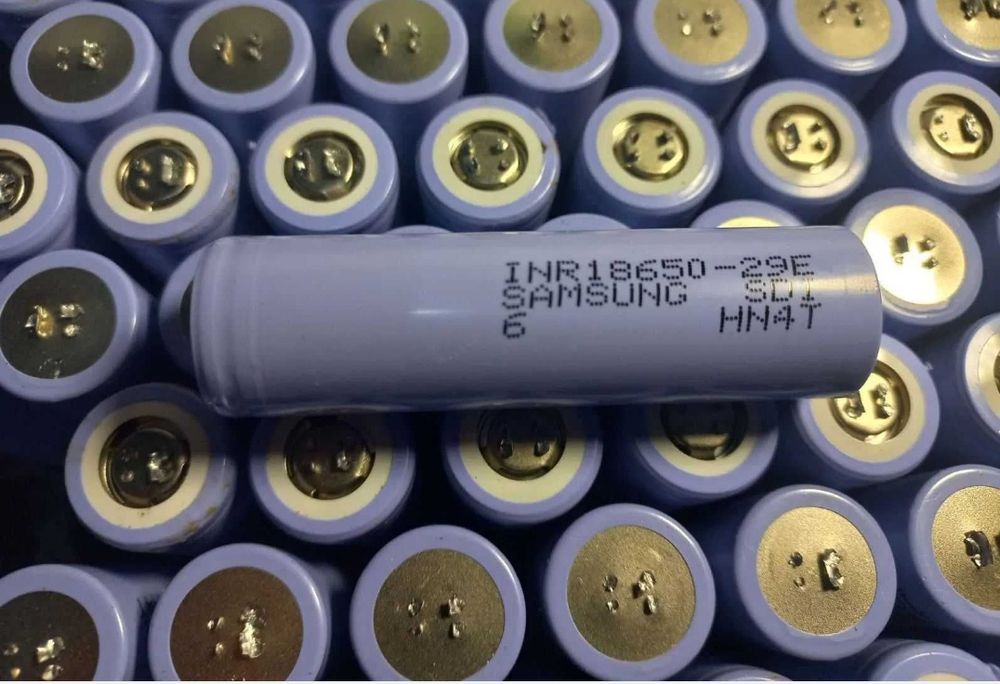 INR18650-29E
SAMSUNG SDI
6 HN4T